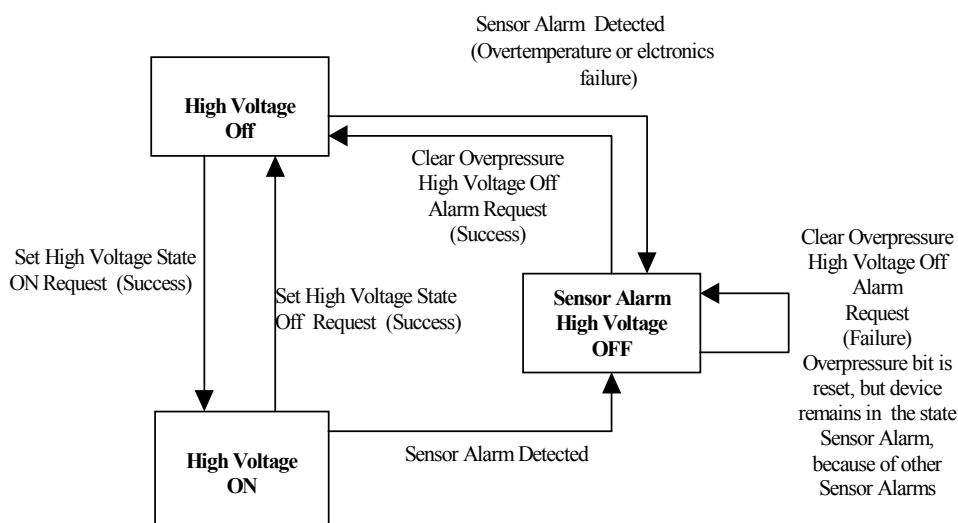 Sensor Alarm Detected
(Overtemperature or elctronics
failure)
High Voltage
Off
Clear Overpressure
High Voltage Off
Alarm Request
(Success)
Set High Voltage State
ON Request (Success)
Set High Voltage State
Off Request (Success)
Sensor Alarm
High Voltage
OFF
Clear Overpressure
High Voltage Off
Alarm
Request
(Failure)
Overpressure bit is
reset, but device
remains in the state
Sensor Alarm,
because of other
Sensor Alarms
High Voltage
ON
Sensor Alarm Detected